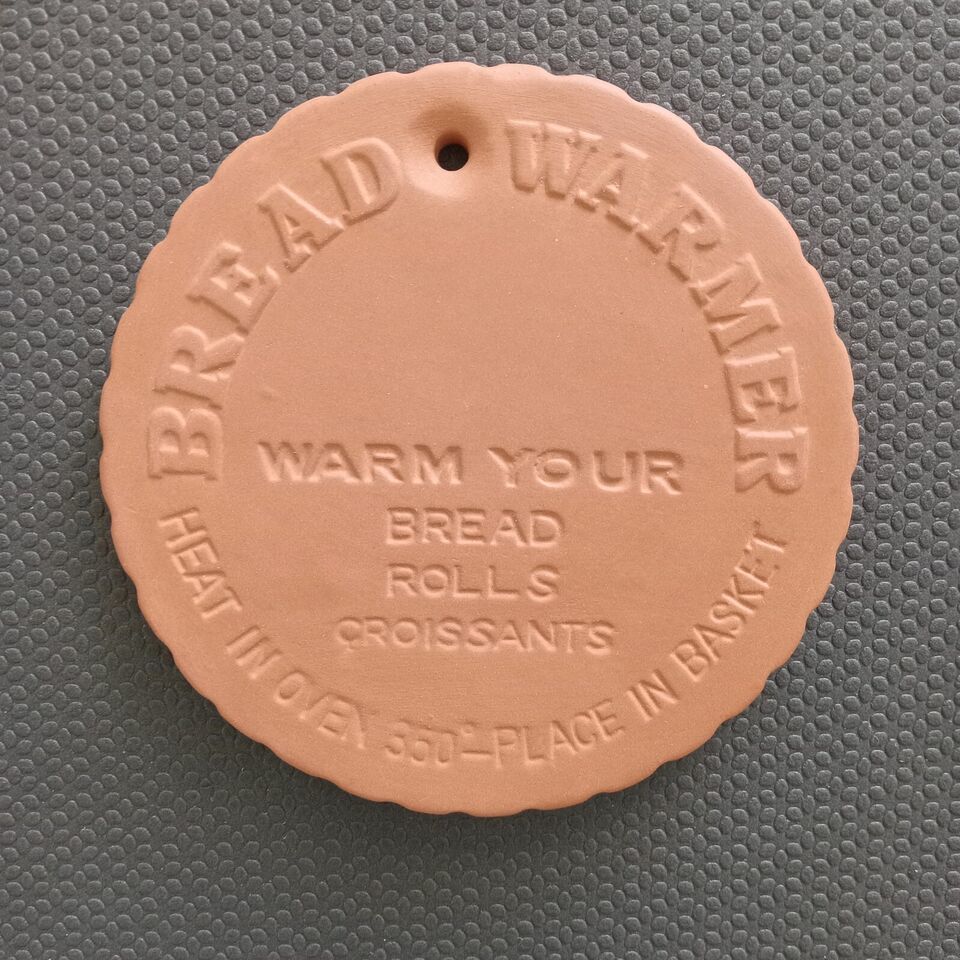 BREAD WARMER
WARM YOUR
BREAD
ROLLS
CROISSANTS
HEAT IN OVEN 350°-PLACE IN BASKET